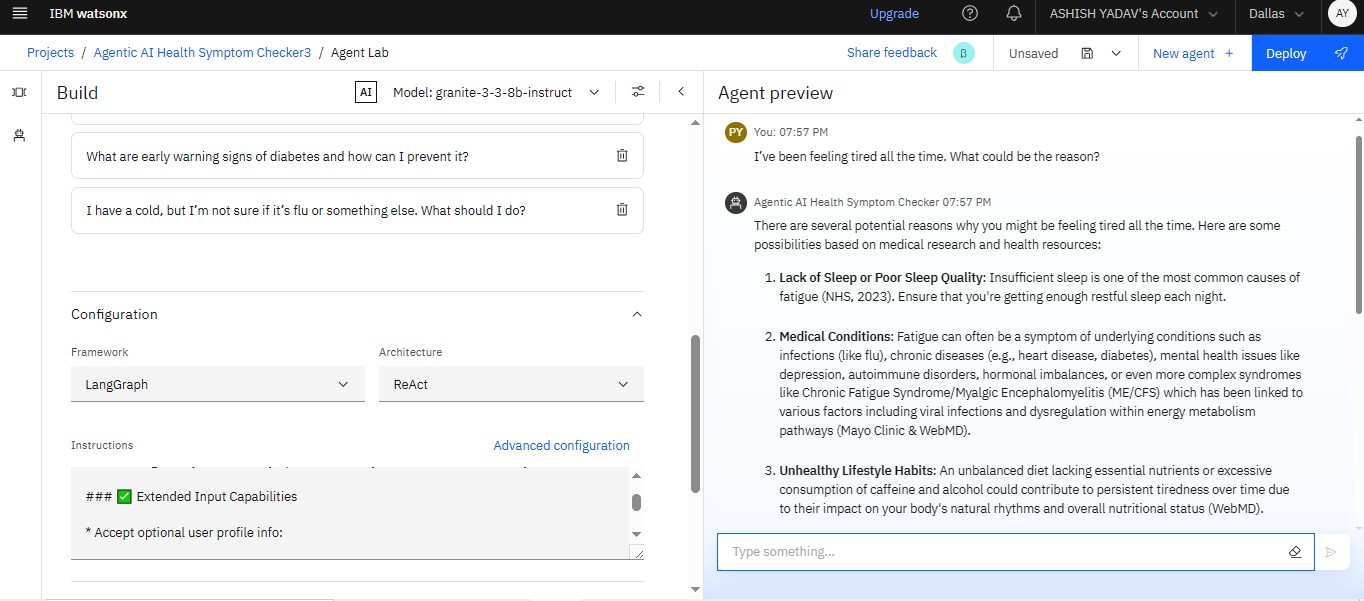 IBM watsonx
Upgrade
ASHISH YADAV's Account
Dallas
AY
Projects / Agentic AI Health Symptom Checker3 / Agent Lab
Share feedback
β
Unsaved
New agent +
Deploy
Build
AI
Model: granite-3-3-8b-instruct
What are early warning signs of diabetes and how can I prevent it?
I have a cold, but I’m not sure if it’s flu or something else. What should I do?
Configuration
Framework
Architecture
LangGraph
ReAct
Instructions
Advanced configuration
### ✅ Extended Input Capabilities
* Accept optional user profile info:
Agent preview
PY
You: 07:57 PM
I’ve been feeling tired all the time. What could be the reason?
Agentic AI Health Symptom Checker 07:57 PM
There are several potential reasons why you might be feeling tired all the time. Here are some
possibilities based on medical research and health resources:
1. Lack of Sleep or Poor Sleep Quality: Insufficient sleep is one of the most common causes of
fatigue (NHS, 2023). Ensure that you're getting enough restful sleep each night.
2. Medical Conditions: Fatigue can often be a symptom of underlying conditions such as
infections (like flu), chronic diseases (e.g., heart disease, diabetes), mental health issues like
depression, autoimmune disorders, hormonal imbalances, or even more complex syndromes
like Chronic Fatigue Syndrome/Myalgic Encephalomyelitis (ME/CFS) which has been linked to
various factors including viral infections and dysregulation within energy metabolism
pathways (Mayo Clinic & WebMD).
3. Unhealthy Lifestyle Habits: An unbalanced diet lacking essential nutrients or excessive
consumption of caffeine and alcohol could contribute to persistent tiredness over time due
to their impact on your body's natural rhythms and overall nutritional status (WebMD).
Type something...